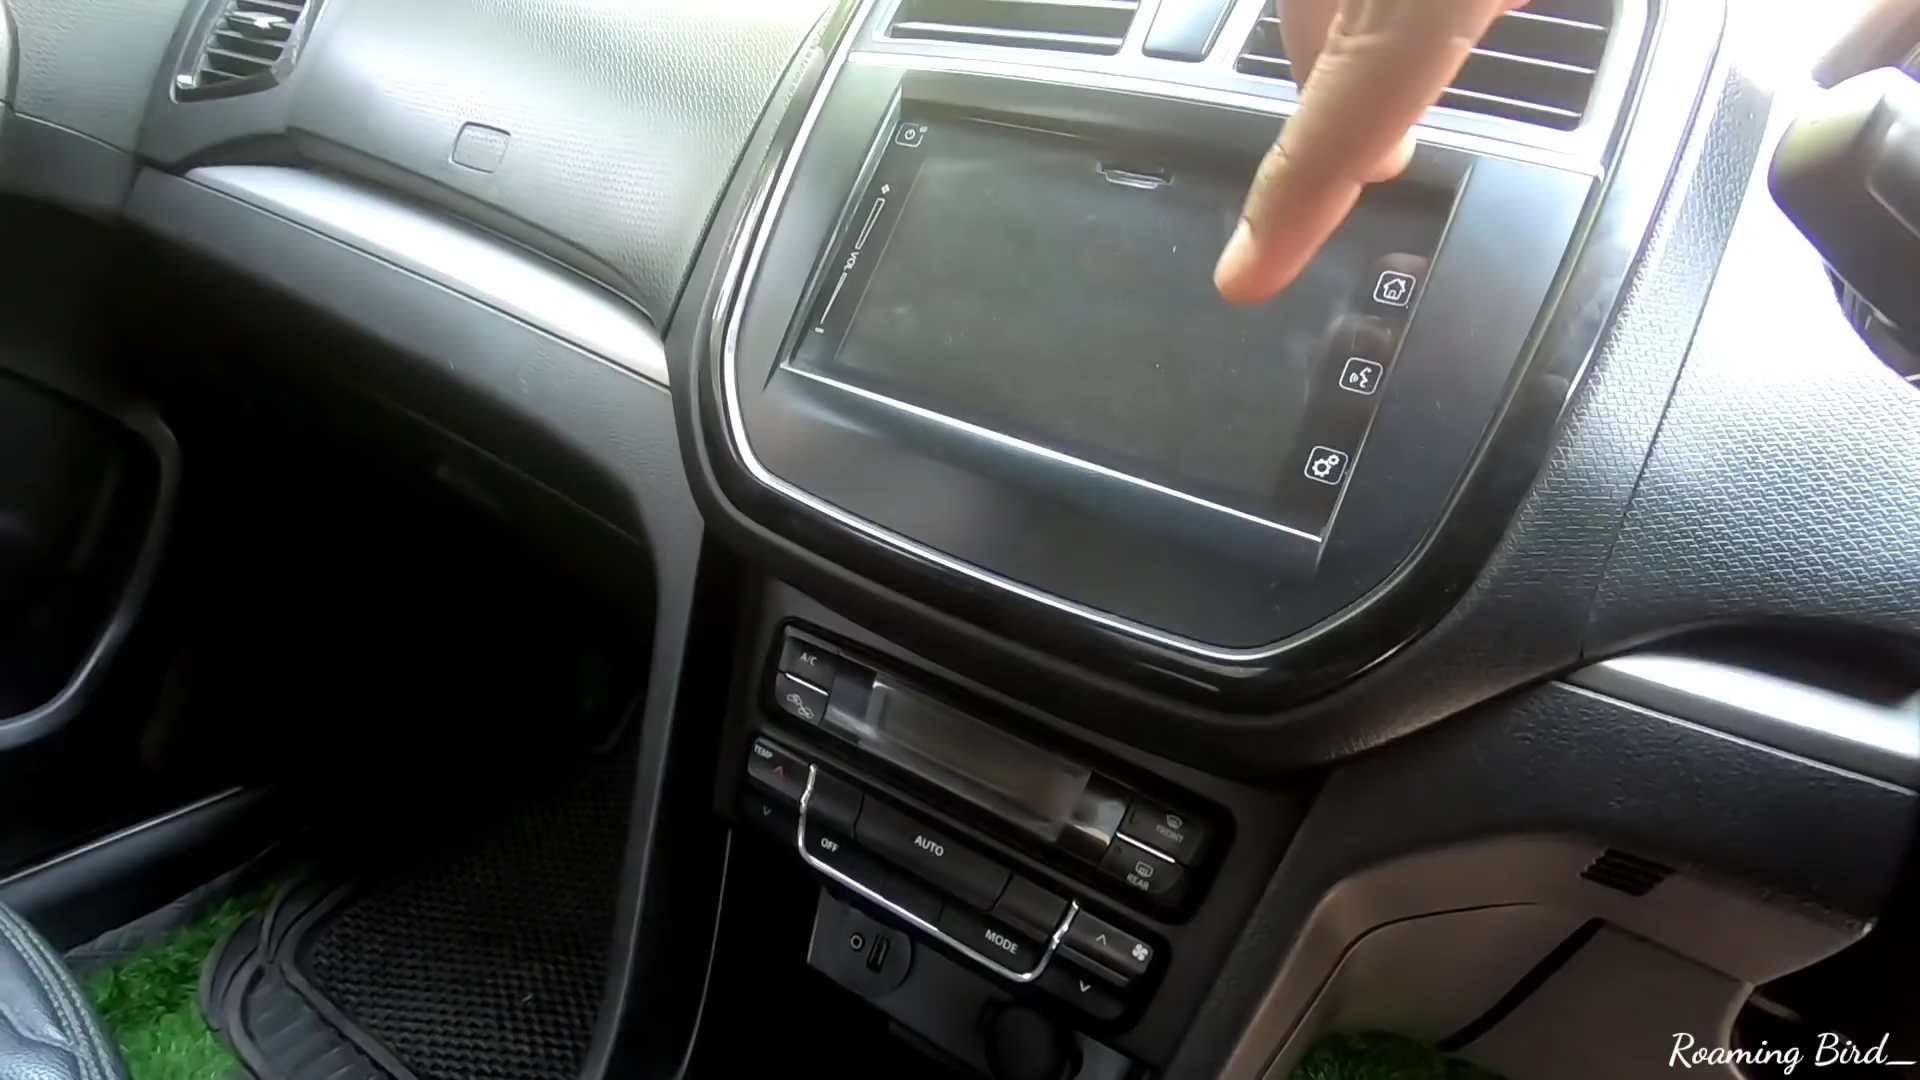 VOL
A/C
TEMP
OFF
AUTO
MODE
FRONT
REAR
Roaming Bird_